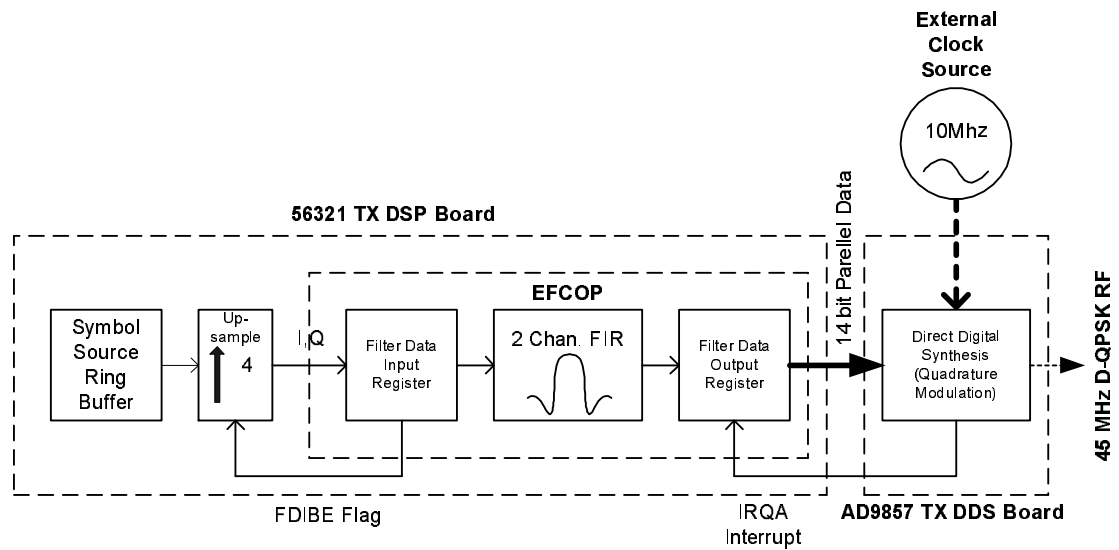 External
Clock
Source
10Mhz
56321 TX DSP Board
14 bit Parellel Data
EFCOP
Symbol
Source
Ring
Buffer
Up-
sample
4
I,Q
Filter Data
Input
Register
2 Chan. FIR
Filter Data
Output
Register
Direct Digital
Synthesis
(Quadrature
Modulation)
45 MHz D-QPSK RF
FDIBE Flag
IRQA
Interrupt
AD9857 TX DDS Board